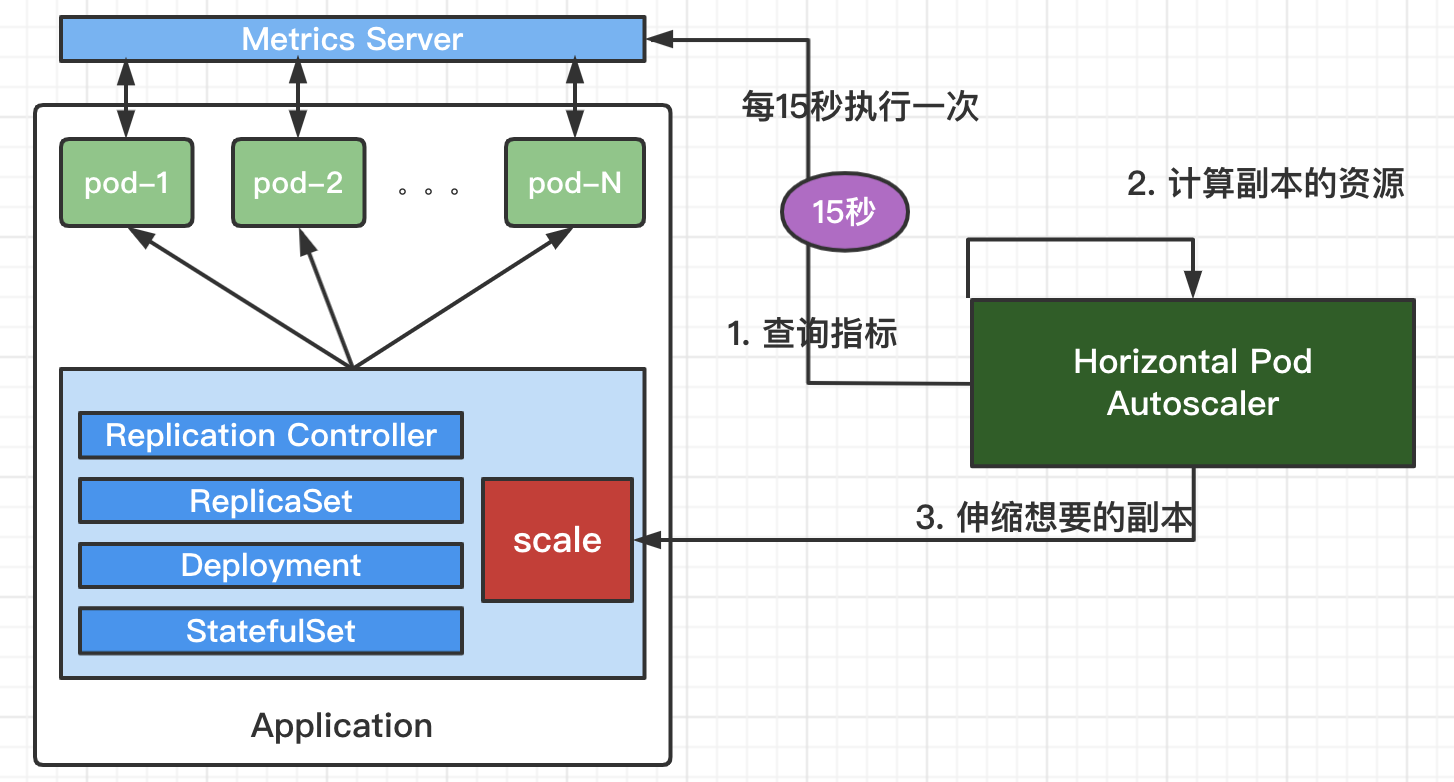 Metrics Server
每15秒执行一次
pod-1
pod-2
。。。
pod-N
15秒
2. 计算副本的资源
1. 查询指标
Horizontal Pod
Autoscaler
Replication Controller
ReplicaSet
Deployment
StatefulSet
scale
3. 伸缩想要的副本
Application